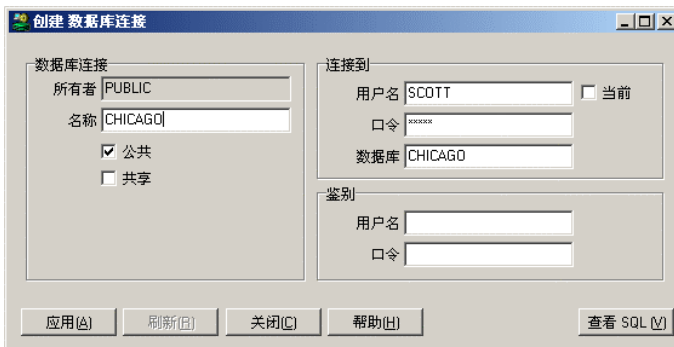 创建 数据库连接
数据库连接
所有者 PUBLIC
名称 CHICAGO
公共
共享
连接到
用户名 SCOTT
当前
口令 *****
数据库 CHICAGO
鉴别
用户名
口令
应用(A) 刷新(R) 关闭(C) 帮助(H) 查看 SQL (V)